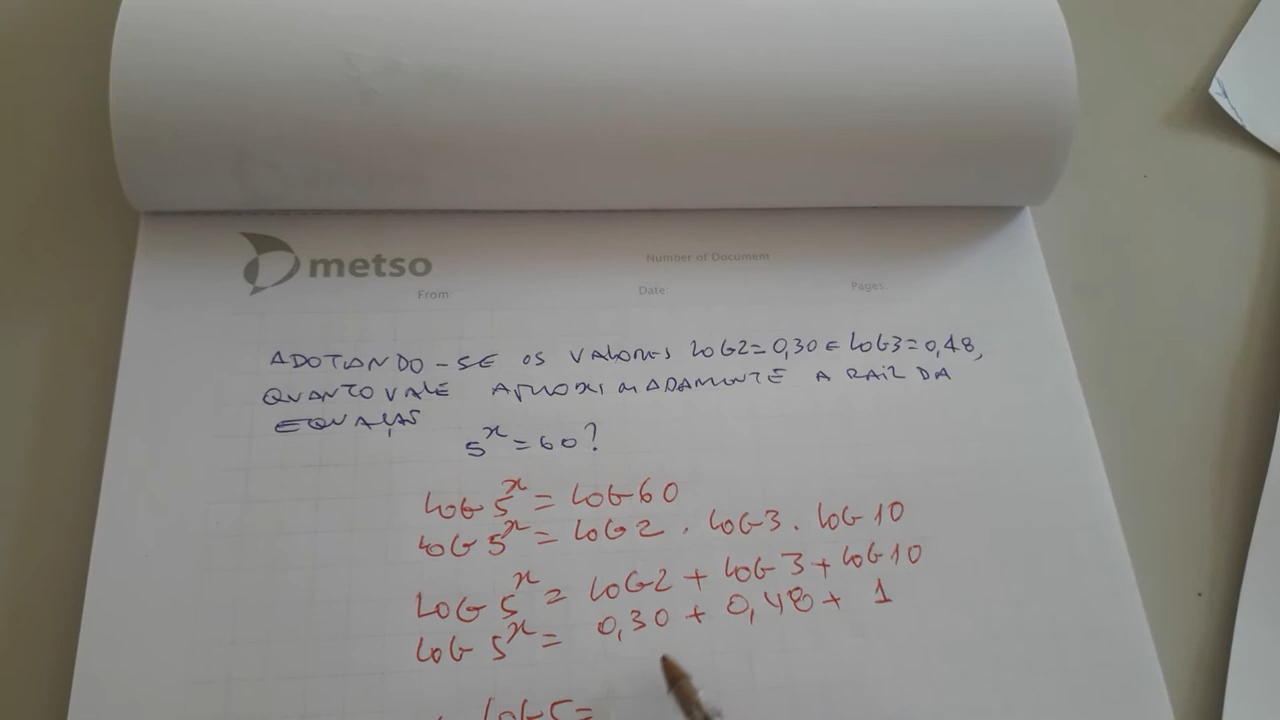 metso
Number of Document
From:
Date:
Pages:
ADOTANDO-SE OS VALORES LOG2=0,30 E LOG3=0,48,
QUANTO VALE APROXIMADAMENTE A RAIZ DA
EQUAÇÃO
5^x=60?
LOG 5^x = LOG 60
LOG 5^x = LOG 2 . LOG 3 . LOG 10
LOG 5^x = LOG 2 + LOG 3 + LOG 10
LOG 5^x = 0,30 + 0,48 + 1
LOG 5=